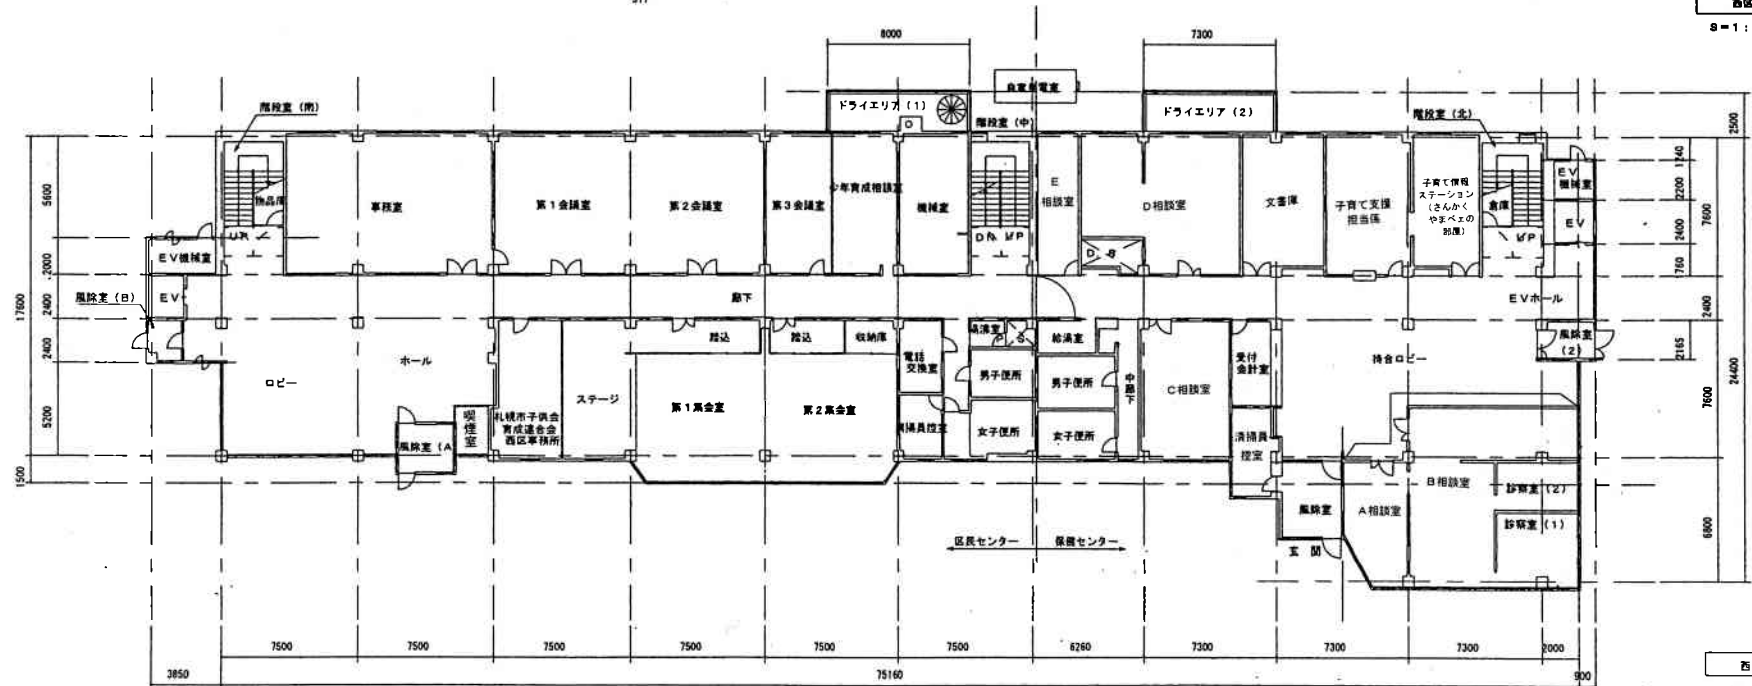 S=1:
8000
7300
自家発電室
ドライエリア（1）
ドライエリア（2）
階段室（南）
階段室（中）
階段室（北）
2500
物品庫
事務室
第1会議室
第2会議室
第3会議室
少年育成相談室
機械室
E
相談室
D相談室
文書庫
子育て支援
担当係
子育て情報
ステーション
（さんかく
やまべェの
部屋）
倉庫
EV
機械室
EV
UP
DN UP
D S
UP
1240
2200
2400
1760
7600
5600
2000
2400
2400
5200
1500
17600
EV機械室
風除室（B）
EV
廊下
EVホール
2400
ロビー
ホール
風除室（A
喫煙室
札幌市子供会
育成連合会
西区事務所
ステージ
踏込
踏込
収納庫
第1集会室
第2集会室
電話
交換室
湯沸室
P S
男子便所
女子便所
給湯室
男子便所
女子便所
中廊下
C相談室
受付
会計室
清掃員
控室
待合ロビー
風除室
（2）
2165
7600
24400
6800
風除室
玄関
A相談室
B相談室
診察室（2）
診察室（1）
区民センター
保健センター
7500
7500
7500
7500
7500
7500
6260
7300
7300
7300
2000
3850
75160
900
西